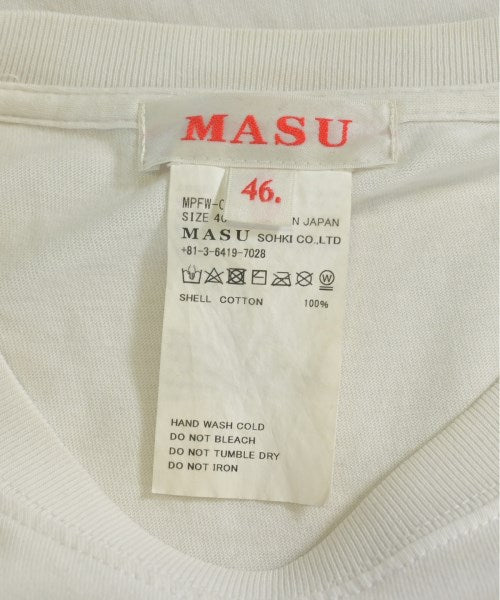 MASU
46.
MPFW-C
SIZE 46 N JAPAN
MASU SOHKI CO.,LTD
+81-3-6419-7028
SHELL COTTON 100%
HAND WASH COLD
DO NOT BLEACH
DO NOT TUMBLE DRY
DO NOT IRON